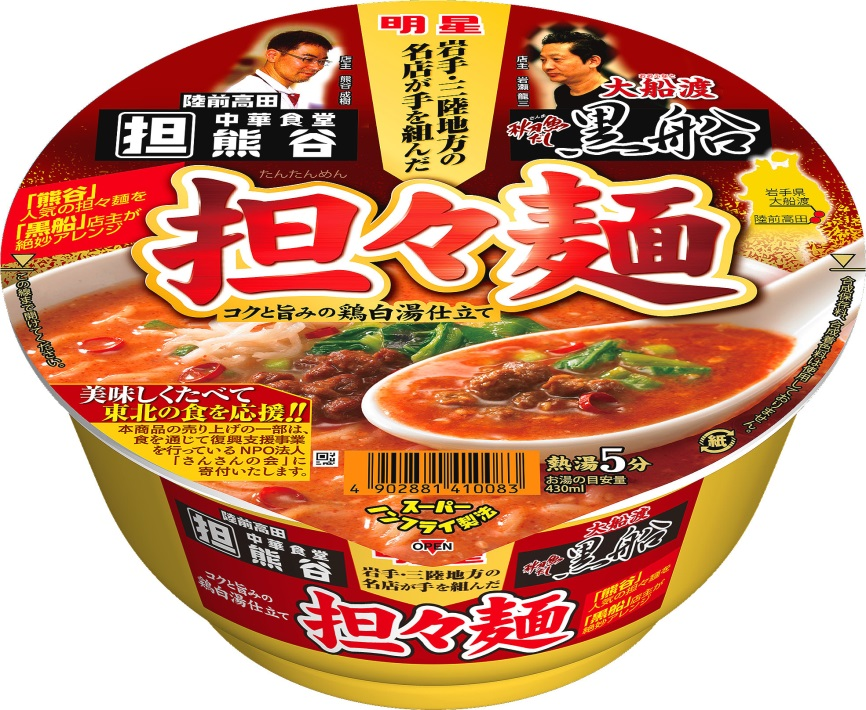 明星
岩手・三陸地方の
名店が手を組んだ
店主 熊谷 成樹
陸前高田
担 中華食堂
熊谷
店主 岩瀬 龍三
大船渡
秋刀魚だし
黒船
岩手県
大船渡
陸前高田
「熊谷」
人気の担々麺を
「黒船」店主が
絶妙アレンジ
たんたんめん
担々麺
コクと旨みの鶏白湯仕立て
この線まで開けてください。
合成保存料、合成着色料は使用しておりません。
美味しくたべて
東北の食を応援!!
本商品の売り上げの一部は、
食を通じて復興支援事業
を行っているNPO法人
「さんさんの会」に
寄付いたします。
4 902881 410083
熱湯5分
お湯の目安量
430ml
紙
スーパー
ノンフライ製法
OPEN
陸前高田
担 中華食堂
熊谷
コクと旨みの
鶏白湯仕立て
明星
岩手・三陸地方の
名店が手を組んだ
担々麺
大船渡
秋刀魚だし
黒船
「熊谷」
人気の担々麺を
「黒船」店主が
絶妙アレンジ